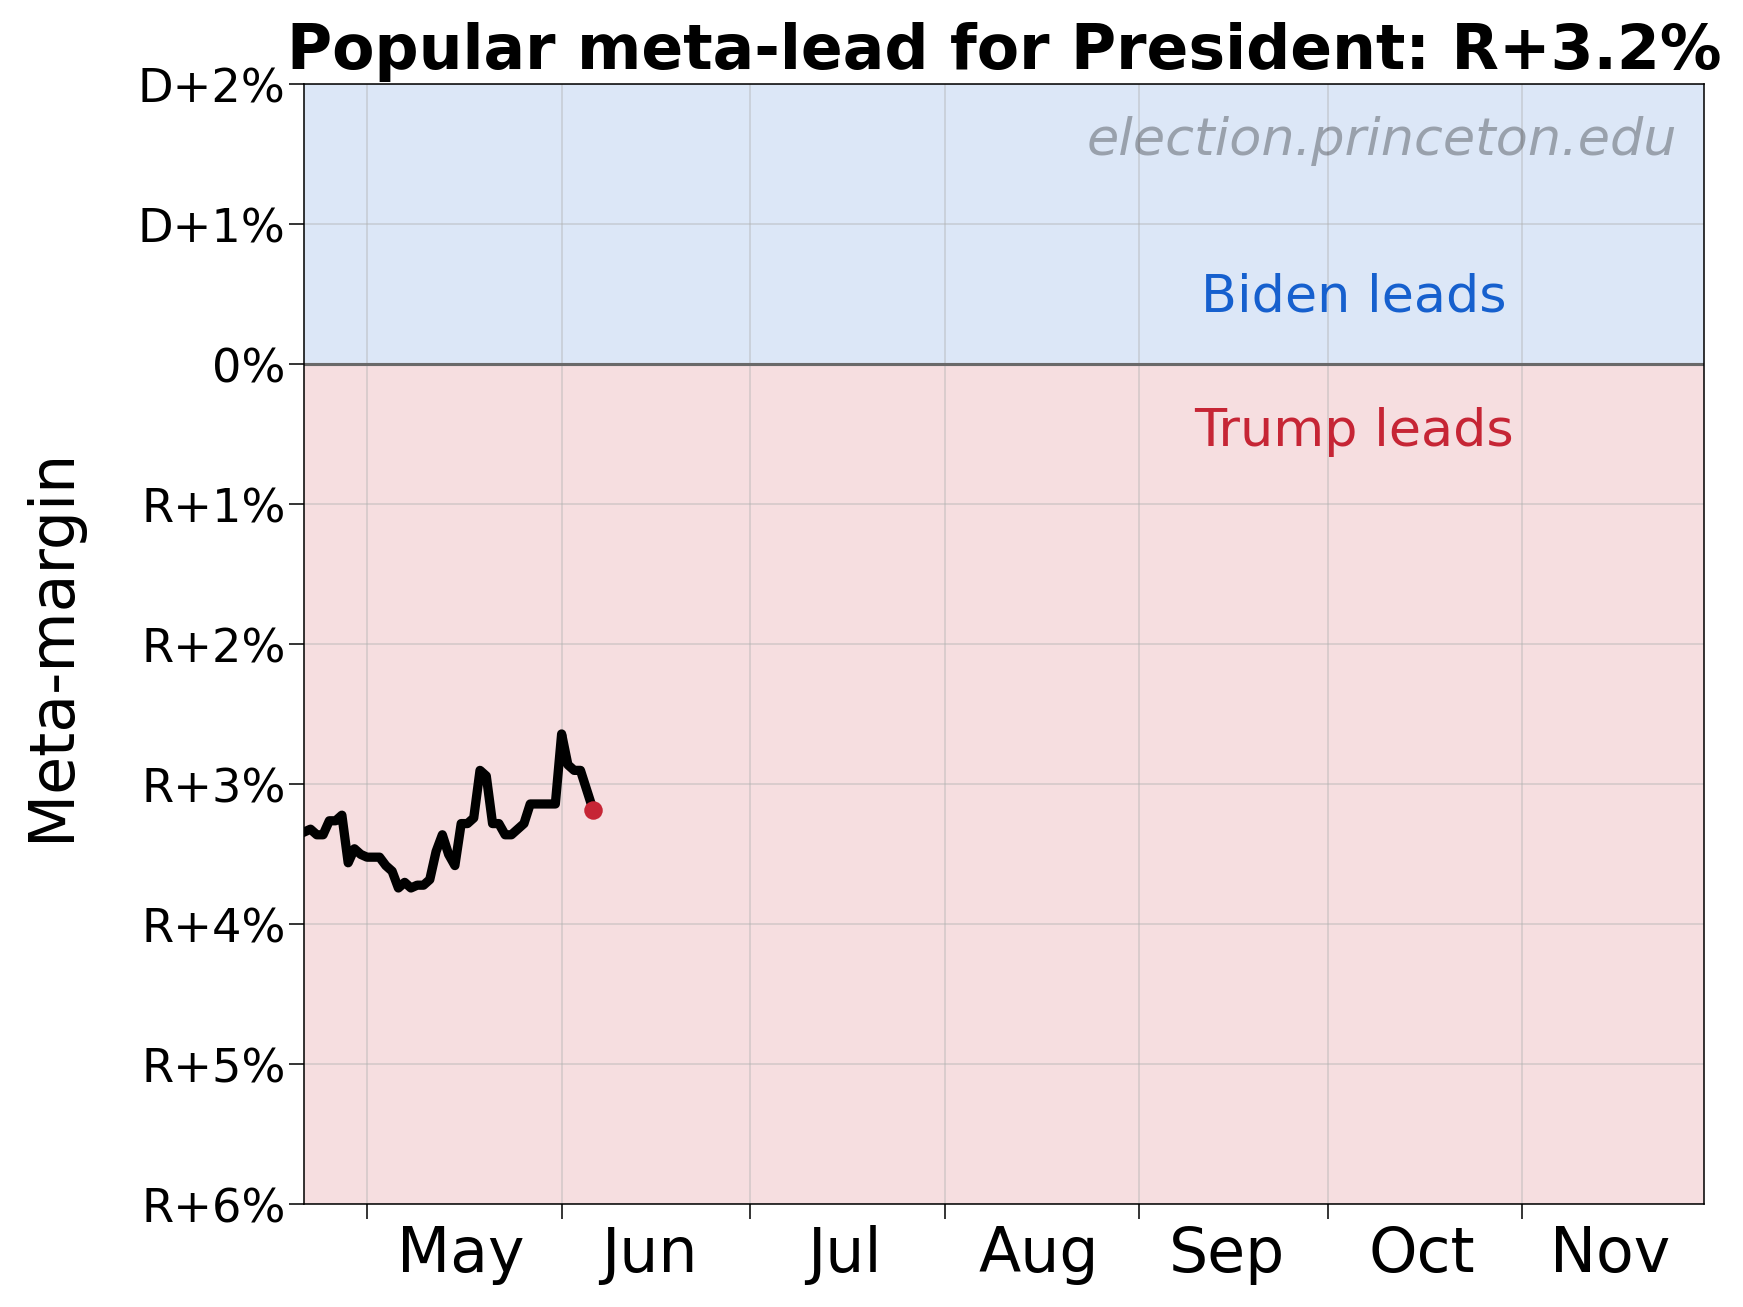 Popular meta-lead for President: R+3.2%
D+2%
election.princeton.edu
D+1%
Biden leads
0%
Trump leads
R+1%
R+2%
R+3%
R+4%
R+5%
R+6%
Meta-margin
May Jun Jul Aug Sep Oct Nov